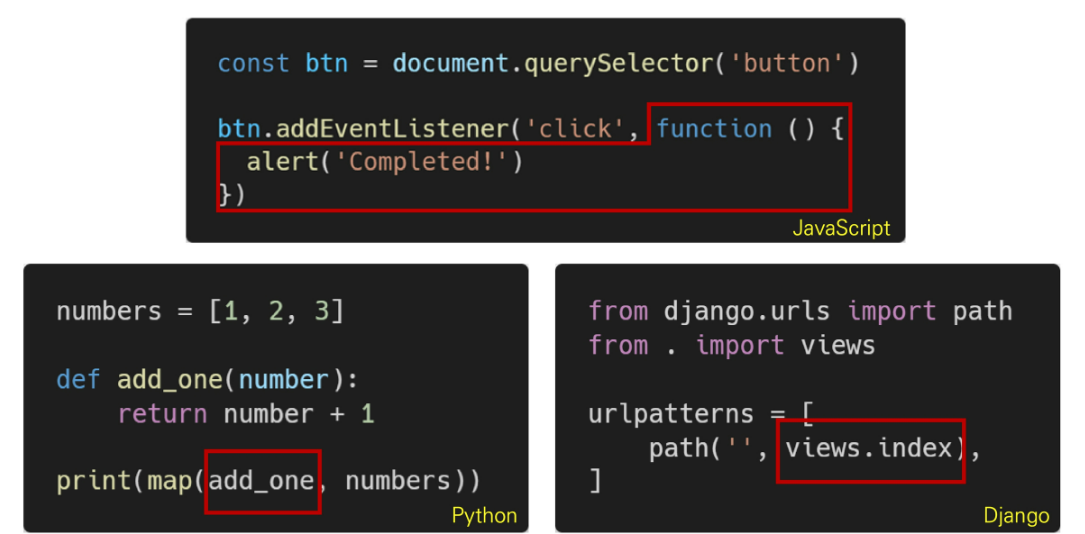 const btn = document.querySelector('button')
btn.addEventListener('click', function () {
  alert('Completed!')
})
JavaScript
numbers = [1, 2, 3]
def add_one(number):
    return number + 1
print(map(add_one, numbers))
Python
from django.urls import path
from . import views
urlpatterns = [
    path('', views.index),
]
Django